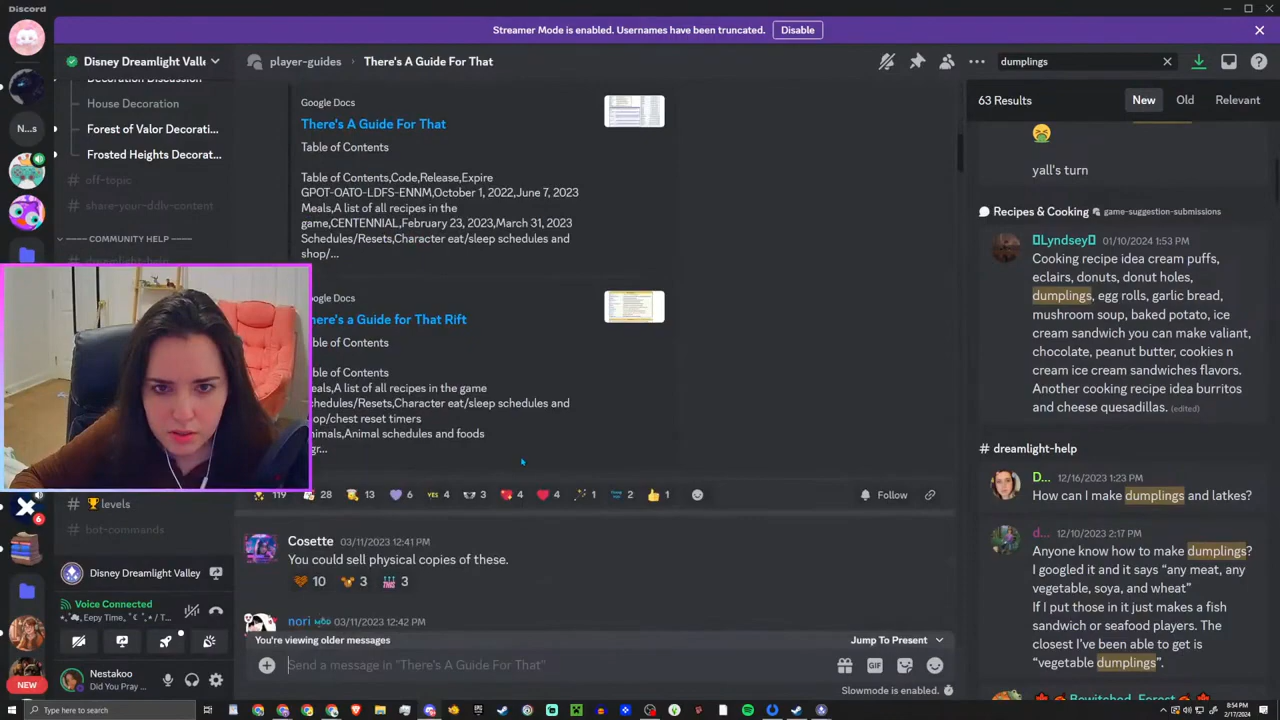 Discord
Streamer Mode is enabled. Usernames have been truncated.
Disable
Disney Dreamlight Valley
player-guides
There's A Guide For That
dumplings
Decoration Discussion
House Decoration
Forest of Valor Decorati...
Frosted Heights Decorat...
off-topic
share-your-ddlv-content
COMMUNITY HELP
dreamlight-help
N...s
Google Docs
There's A Guide For That
Table of Contents
Table of Contents,Code,Release,Expire
GPOT-OATO-LDFS-ENNM,October 1, 2022,June 7, 2023
Meals,A list of all recipes in the
game,CENTENNIAL,February 23, 2023,March 31, 2023
Schedules/Resets,Character eat/sleep schedules and
shop/...
oogle Docs
here's a Guide for That Rift
able of Contents
able of Contents
eals,A list of all recipes in the game
chedules/Resets,Character eat/sleep schedules and
op/chest reset timers
nimals,Animal schedules and foods
gr...
119
28
13
6
YES 4
3
4
4
1
2
1
Follow
Cosette 03/11/2023 12:41 PM
You could sell physical copies of these.
10
3
3
nori MOD 03/11/2023 12:42 PM
You're viewing older messages
Jump To Present
Send a message in "There's A Guide For That"
GIF
Slowmode is enabled.
levels
bot-commands
6
Disney Dreamlight Valley
Voice Connected
Eepy Time,
Nestakoo
Did You Pray ...
NEW
63 Results
New
Old
Relevant
yall's turn
Recipes & Cooking
game-suggestion-submissions
Lyndsey 01/10/2024 1:53 PM
Cooking recipe idea cream puffs,
eclairs, donuts, donut holes,
dumplings, egg rolls, garlic bread,
mushroom soup, baked potato, ice
cream sandwich you can make valiant,
chocolate, peanut butter, cookies n
cream ice cream sandwiches flavors.
Another cooking recipe idea burritos
and cheese quesadillas. (edited)
# dreamlight-help
D... 12/16/2023 1:23 PM
How can I make dumplings and latkes?
d... 12/10/2023 2:17 PM
Anyone know how to make dumplings?
I googled it and it says “any meat, any
vegetable, soya, and wheat”
If I put those in it just makes a fish
sandwich or seafood players. The
closest I’ve been able to get is
“vegetable dumplings”.
Bewitched_Forest
Type here to search
8:54 PM
2/17/2024